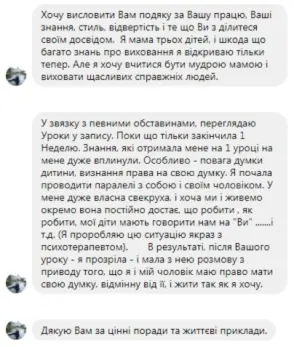 Хочу висловити Вам подяку за Вашу працю, Ваші
знання, стиль, відвертість і те що Ви з ділитеся
своїм досвідом. Я мама трьох дітей, і шкода що
багато знань про виховання я відкриваю тільки
тепер. Але я хочу вчитися бути мудрою мамою і
виховати щасливих справжніх людей.
У звязку з певними обставинами, переглядаю
Уроки у запису. Поки що тільки закінчила 1
Неделю. Знання, які отримала мене на 1 уроці на
мене дуже вплинули. Особливо - повага думки
дитини, визнання права на свою думку. Я почала
проводити паралелі з собою і своїм чоловіком. У
мене дуже власна свекруха, і хоча ми і живемо
окремо вона постійно достає, що робити , як
робити, мої діти мають говорити нам на "Ви" .......і
т.д. (Я проробляю цю ситуацію якраз з
психотерапевтом). В результаті, після Вашого
уроку - я прозріла - і мала з нею розмову з
приводу того, що я і мій чоловік маю право мати
свою думку, відмінну від її, і жити так як я хочу.
Дякую Вам за цінні поради та життєві приклади.